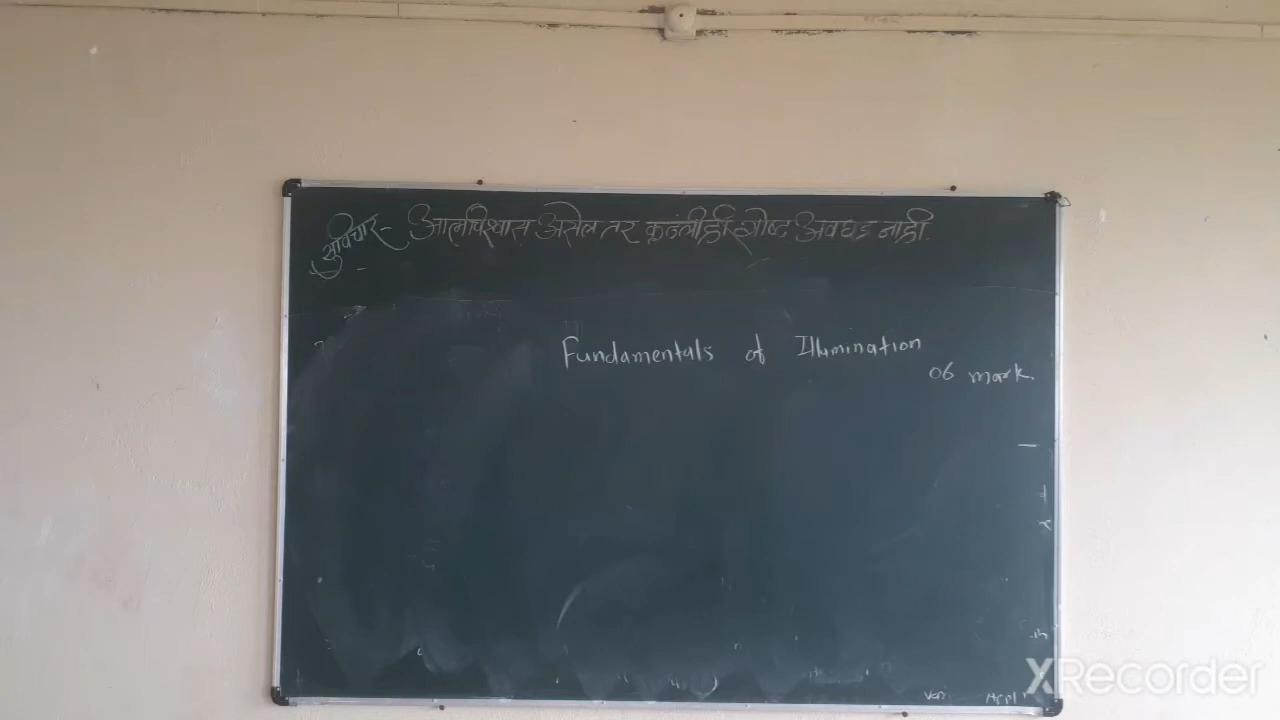 सुविचार - आत्मविश्वास असेल तर कुठलीही गोष्ट अवघड नाही.
Fundamentals of Illumination
06 mark.
XRecorder